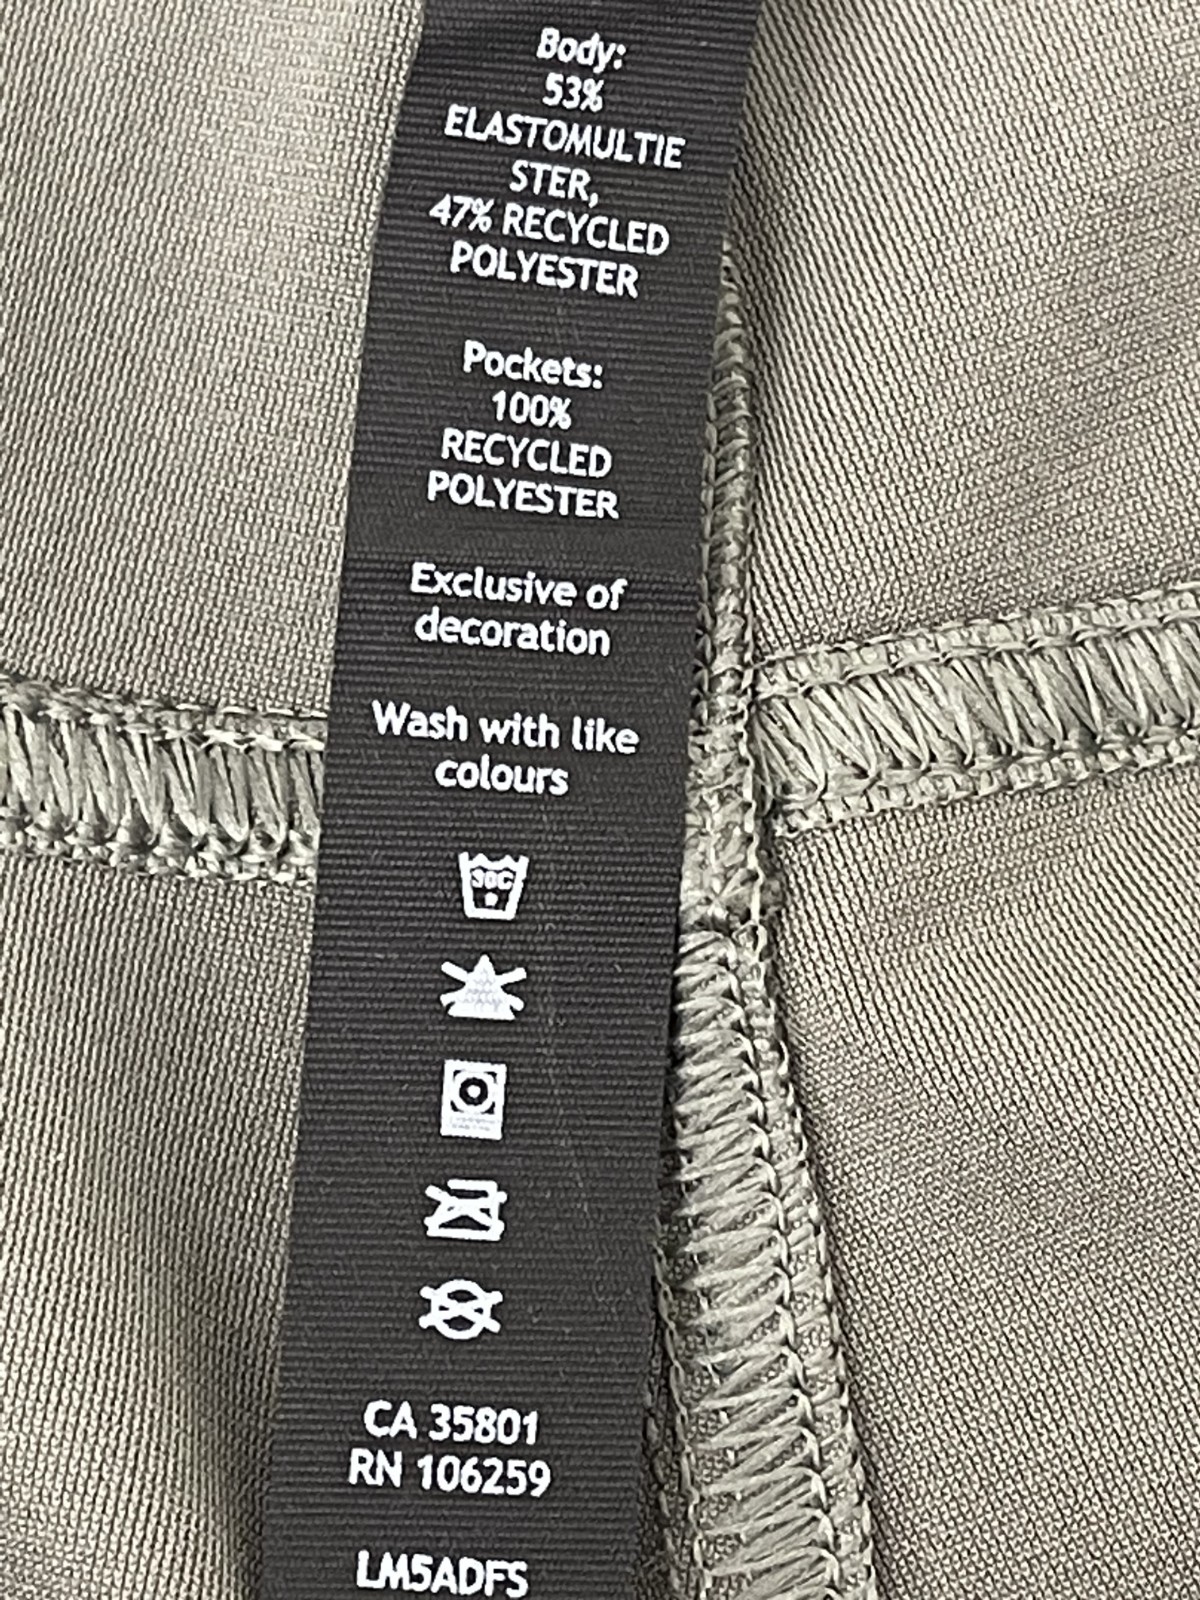 Body:
53%
ELASTOMULTIE
STER,
47% RECYCLED
POLYESTER
Pockets:
100%
RECYCLED
POLYESTER
Exclusive of
decoration
Wash with like
colours
30C
CA 35801
RN 106259
LM5ADFS